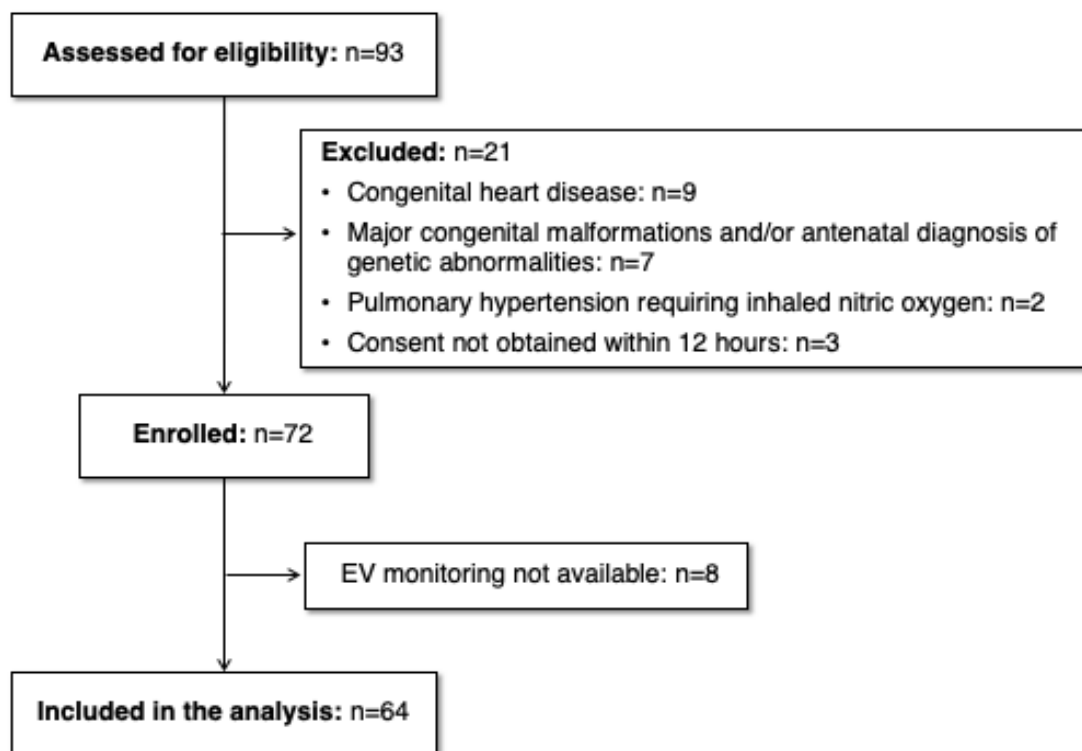 Assessed for eligibility: n=93
Excluded: n=21
• Congenital heart disease: n=9
• Major congenital malformations and/or antenatal diagnosis of
genetic abnormalities: n=7
• Pulmonary hypertension requiring inhaled nitric oxygen: n=2
• Consent not obtained within 12 hours: n=3
Enrolled: n=72
EV monitoring not available: n=8
Included in the analysis: n=64